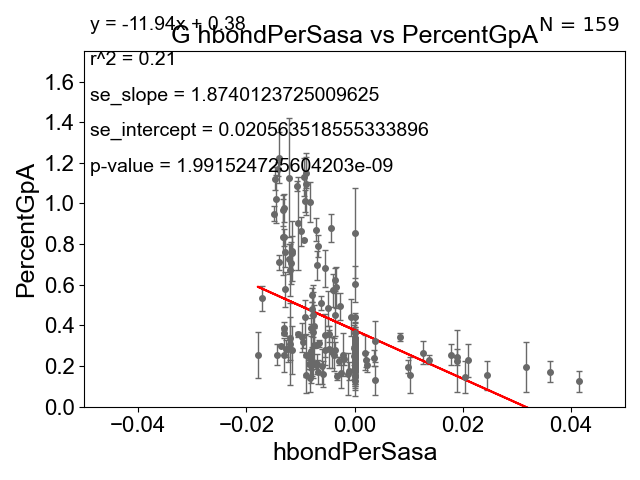 y = -11.94x + 0.38
G hbondPerSasa vs PercentGpA
N = 159
r^2 = 0.21
se_slope = 1.8740123725009625
se_intercept = 0.020563518555333896
p-value = 1.991524725604203e-09
PercentGpA
1.6
1.4
1.2
1.0
0.8
0.6
0.4
0.2
0.0
−0.04 −0.02 0.00 0.02 0.04
hbondPerSasa